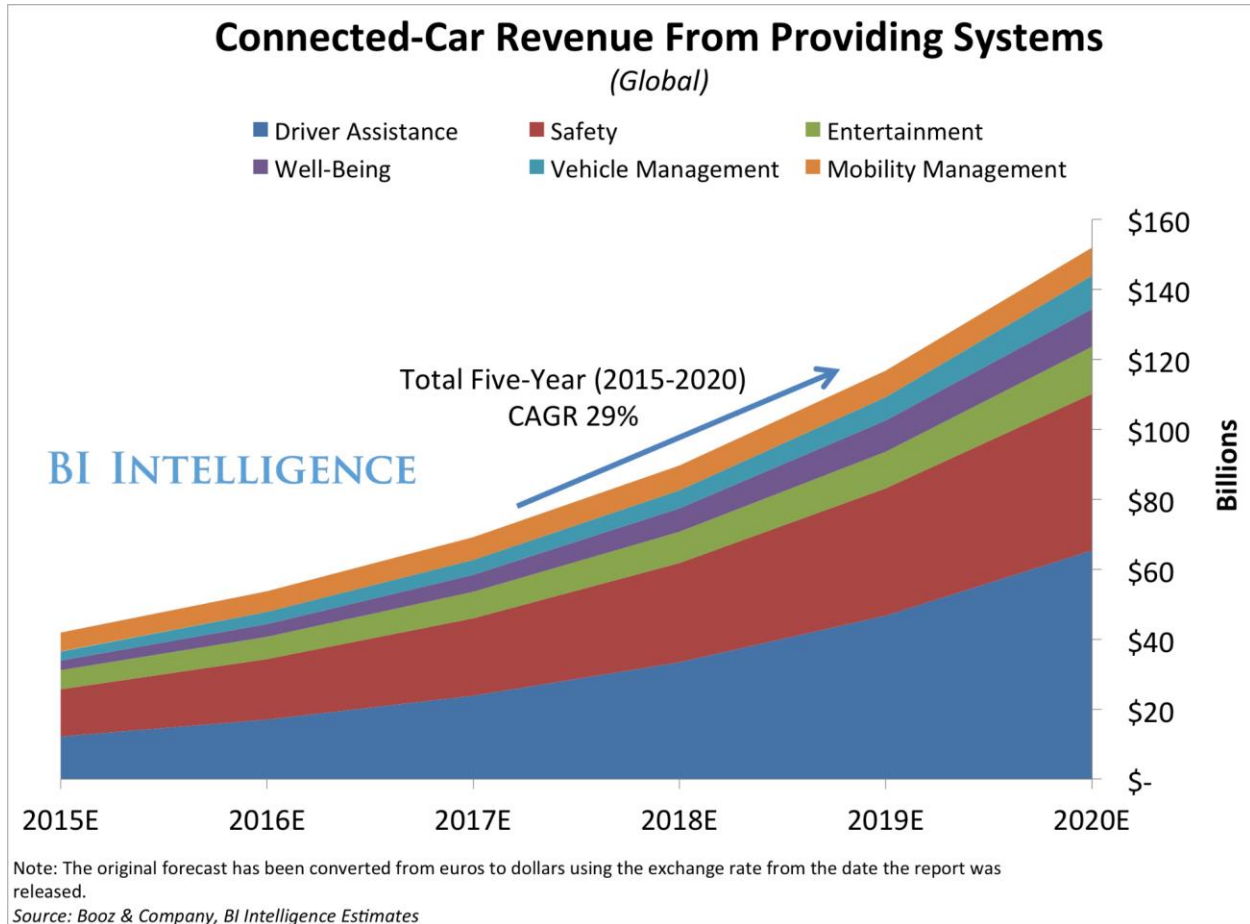 Connected-Car Revenue From Providing Systems
(Global)
Driver Assistance Safety Entertainment
Well-Being Vehicle Management Mobility Management
$160
$140
$120
$100
$80
$60
$40
$20
$-
Billions
Total Five-Year (2015-2020)
CAGR 29%
BI INTELLIGENCE
2015E 2016E 2017E 2018E 2019E 2020E
Note: The original forecast has been converted from euros to dollars using the exchange rate from the date the report was
released.
Source: Booz & Company, BI Intelligence Estimates